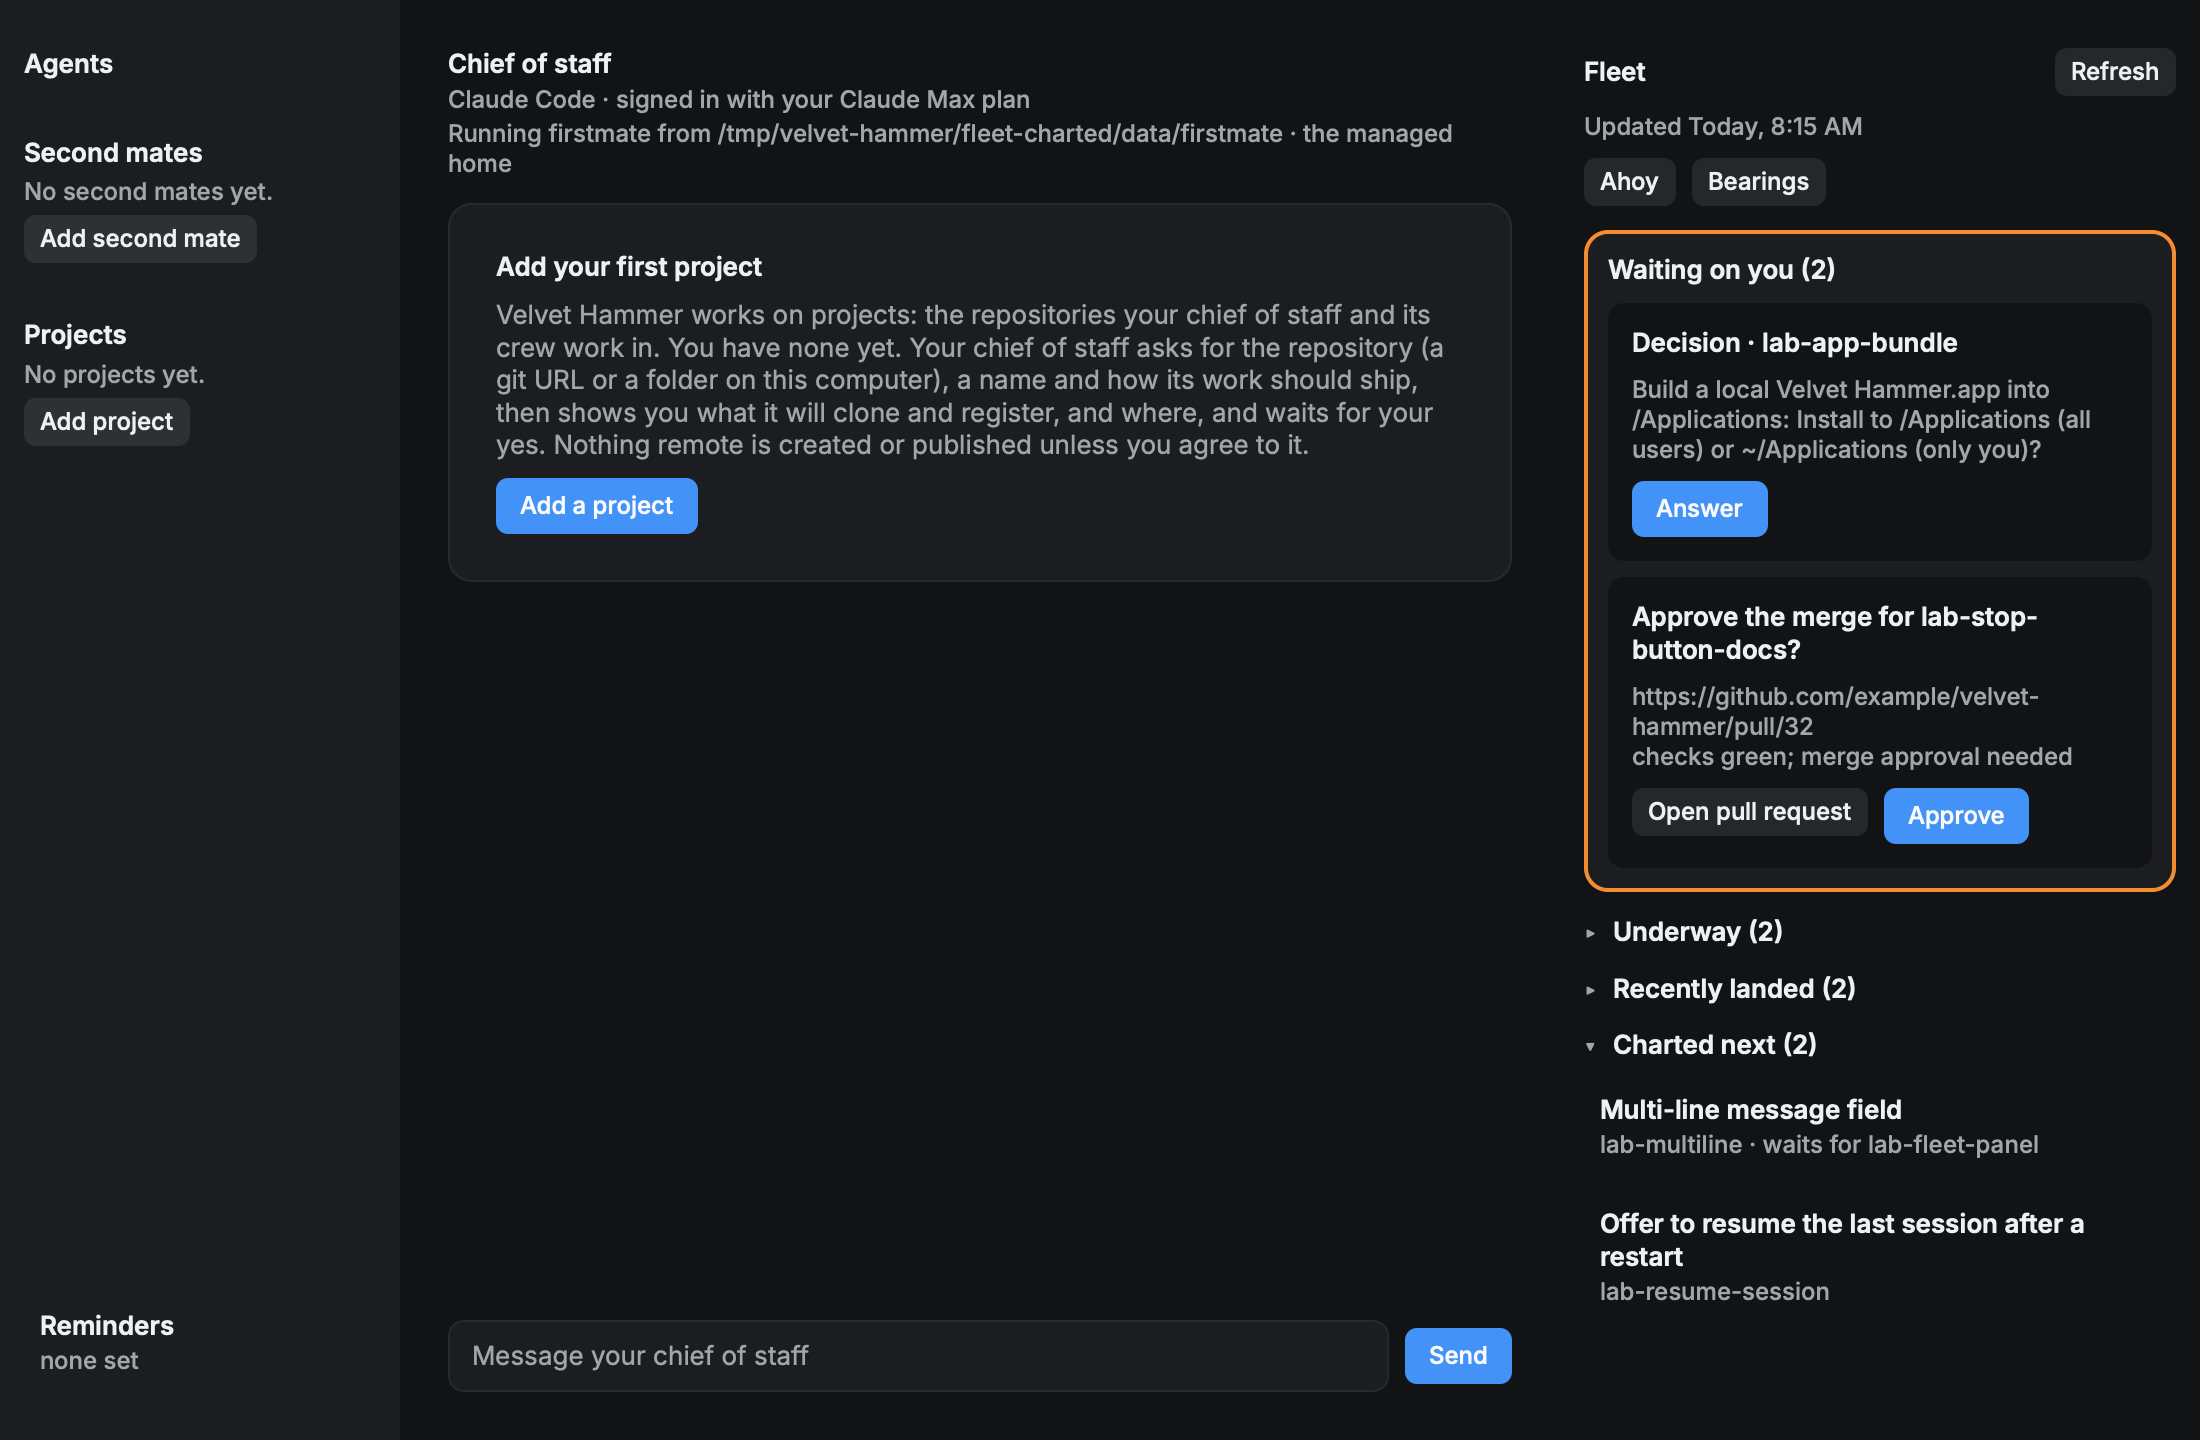 Agents
Second mates
No second mates yet.
Add second mate
Projects
No projects yet.
Add project
Reminders
none set
Chief of staff
Claude Code · signed in with your Claude Max plan
Running firstmate from /tmp/velvet-hammer/fleet-charted/data/firstmate · the managed
home
Add your first project
Velvet Hammer works on projects: the repositories your chief of staff and its
crew work in. You have none yet. Your chief of staff asks for the repository (a
git URL or a folder on this computer), a name and how its work should ship,
then shows you what it will clone and register, and where, and waits for your
yes. Nothing remote is created or published unless you agree to it.
Add a project
Message your chief of staff
Send
Fleet
Refresh
Updated Today, 8:15 AM
Ahoy
Bearings
Waiting on you (2)
Decision · lab-app-bundle
Build a local Velvet Hammer.app into
/Applications: Install to /Applications (all
users) or ~/Applications (only you)?
Answer
Approve the merge for lab-stop-
button-docs?
https://github.com/example/velvet-
hammer/pull/32
checks green; merge approval needed
Open pull request
Approve
Underway (2)
Recently landed (2)
Charted next (2)
Multi-line message field
lab-multiline · waits for lab-fleet-panel
Offer to resume the last session after a
restart
lab-resume-session